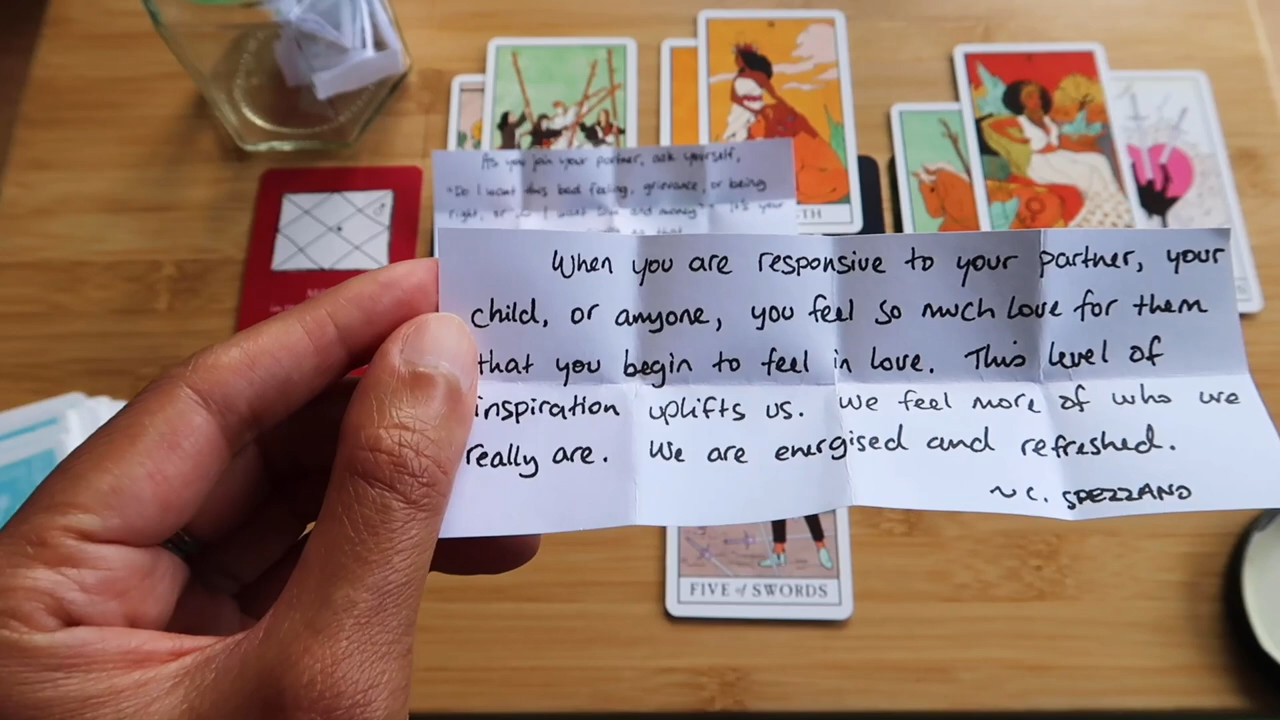 As you join your partner, ask yourself,
"Do I want this bad feeling, grievance, or being
right, or do I want love and money?" It's your
When you are responsive to your partner, your
child, or anyone, you feel so much love for them
that you begin to feel in love. This level of
inspiration uplifts us. We feel more of who we
really are. We are energised and refreshed.
~ C. SPEZZANO
FIVE of SWORDS